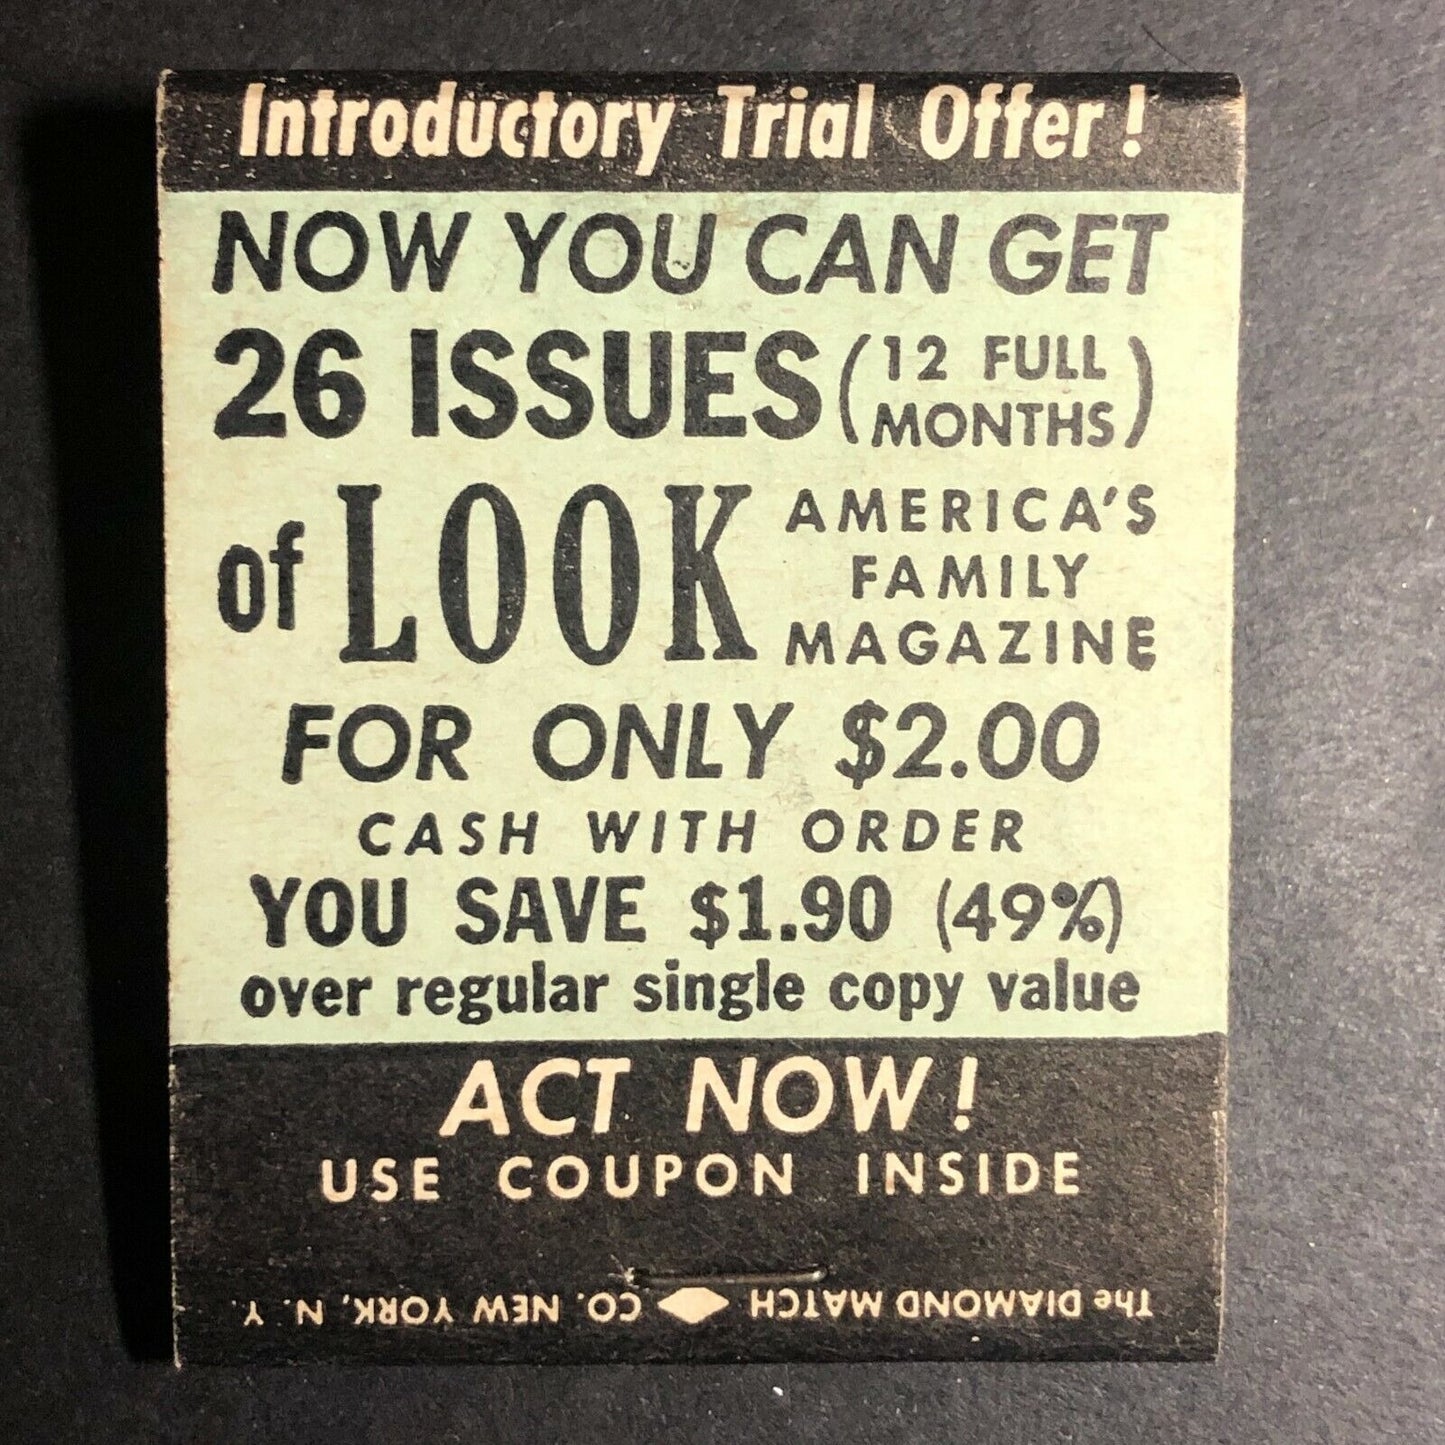 Introductory Trial Offer!
NOW YOU CAN GET
26 ISSUES (12 FULL MONTHS)
of LOOK AMERICA'S FAMILY MAGAZINE
FOR ONLY $2.00
CASH WITH ORDER
YOU SAVE $1.90 (49%)
over regular single copy value
ACT NOW!
USE COUPON INSIDE
The DIAMOND MATCH CO. NEW YORK, N. Y.